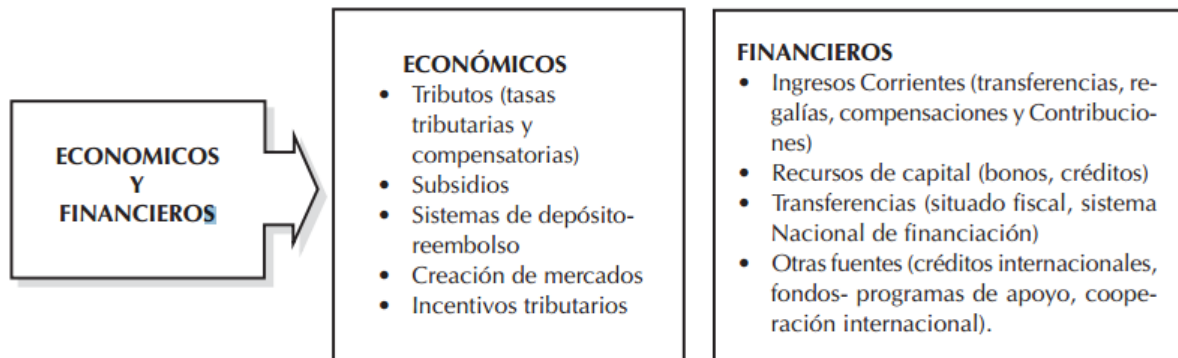 ECONOMICOS
Y
FINANCIEROS
ECONÓMICOS
• Tributos (tasas
tributarias y
compensatorias)
• Subsidios
• Sistemas de depósito-
reembolso
• Creación de mercados
• Incentivos tributarios
FINANCIEROS
• Ingresos Corrientes (transferencias, re-
galías, compensaciones y Contribucio-
nes)
• Recursos de capital (bonos, créditos)
• Transferencias (situado fiscal, sistema
Nacional de financiación)
• Otras fuentes (créditos internacionales,
fondos- programas de apoyo, coope-
ración internacional).